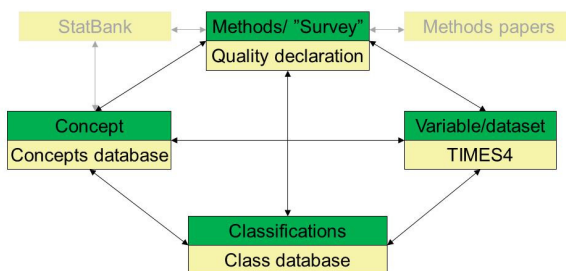 StatBank
Methods/ ”Survey”
Methods papers
Quality declaration
Concept
Variable/dataset
Concepts database
TIMES4
Classifications
Class database